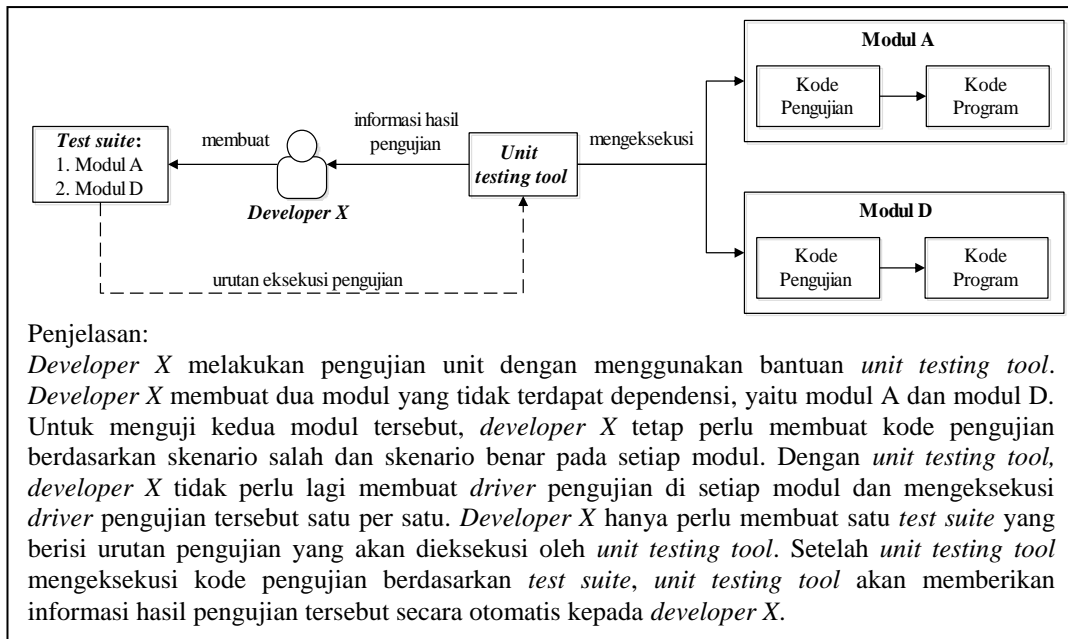 Modul A
Kode
Pengujian
Kode
Program
informasi hasil
pengujian
membuat
mengeksekusi
Test suite:
1. Modul A
2. Modul D
Unit
testing tool
Developer X
Modul D
Kode
Pengujian
Kode
Program
urutan eksekusi pengujian
Penjelasan:
Developer X melakukan pengujian unit dengan menggunakan bantuan unit testing tool.
Developer X membuat dua modul yang tidak terdapat dependensi, yaitu modul A dan modul D.
Untuk menguji kedua modul tersebut, developer X tetap perlu membuat kode pengujian
berdasarkan skenario salah dan skenario benar pada setiap modul. Dengan unit testing tool,
developer X tidak perlu lagi membuat driver pengujian di setiap modul dan mengeksekusi
driver pengujian tersebut satu per satu. Developer X hanya perlu membuat satu test suite yang
berisi urutan pengujian yang akan dieksekusi oleh unit testing tool. Setelah unit testing tool
mengeksekusi kode pengujian berdasarkan test suite, unit testing tool akan memberikan
informasi hasil pengujian tersebut secara otomatis kepada developer X.